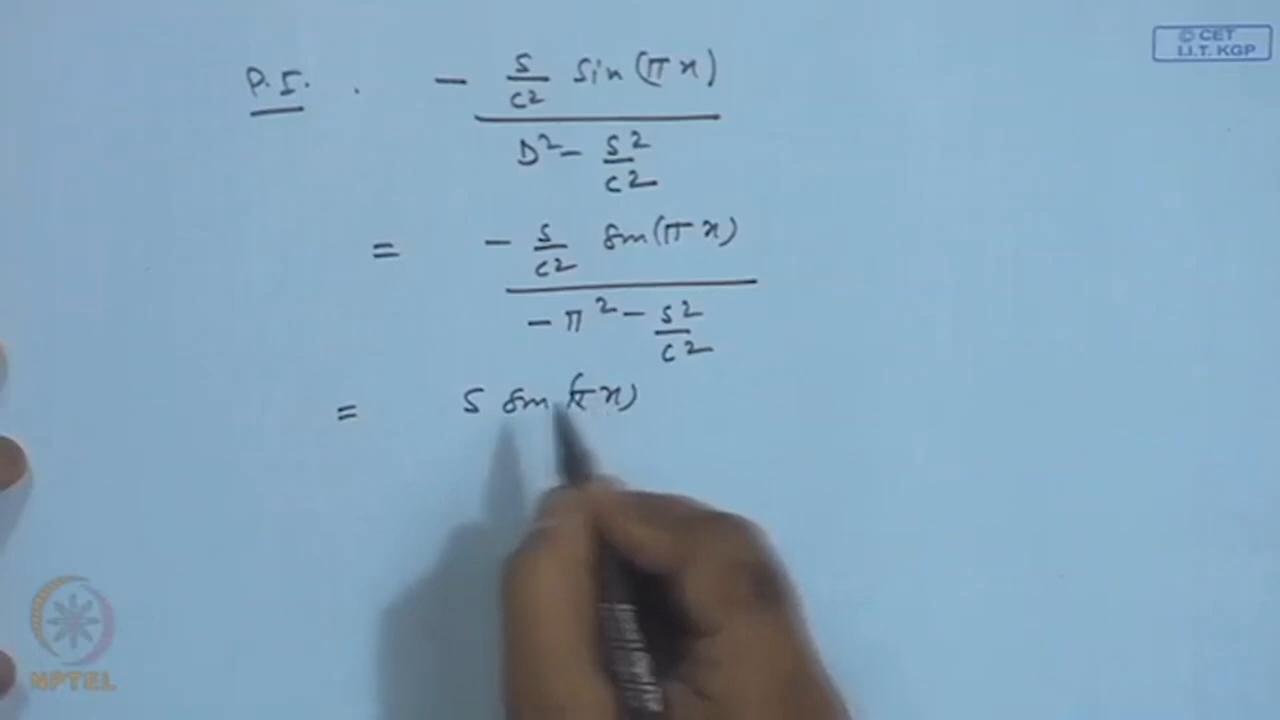 © CET
I.I.T. KGP
P.I. . - s/c2 sin(πx)
D2 - s2/c2
= - s/c2 sin(πx)
-π2 - s2/c2
= s sin(πx)
NPTEL